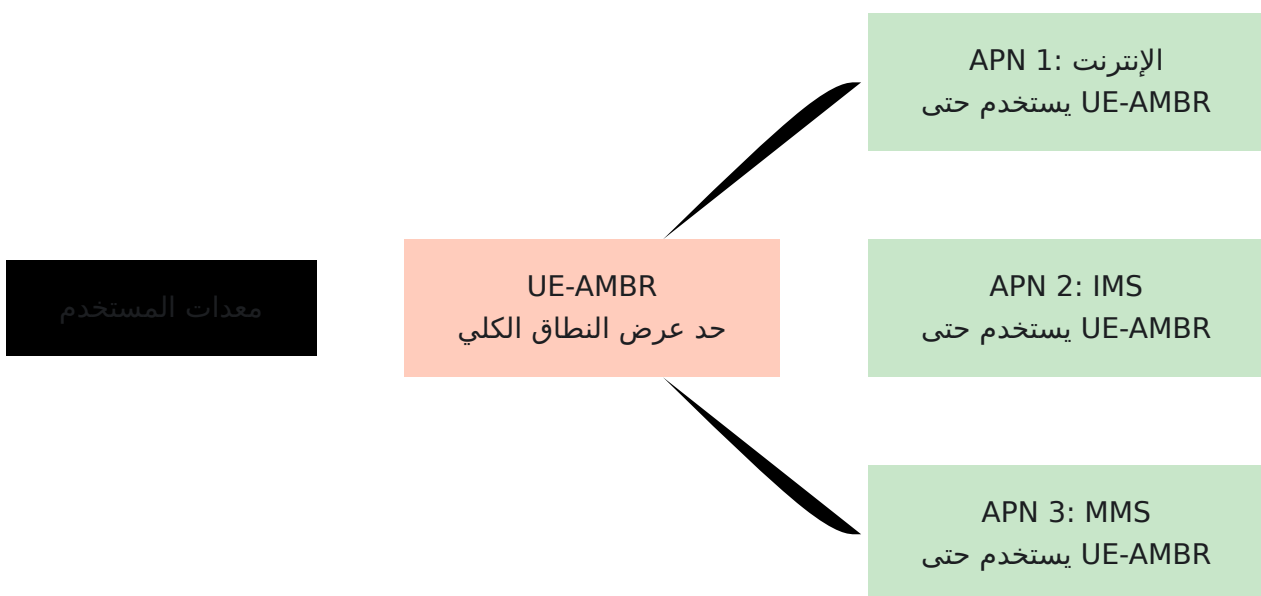 APN 1: الإنترنت
يستخدم حتى UE-AMBR
معدات المستخدم
UE-AMBR
حد عرض النطاق الكلي
APN 2: IMS
يستخدم حتى UE-AMBR
APN 3: MMS
يستخدم حتى UE-AMBR